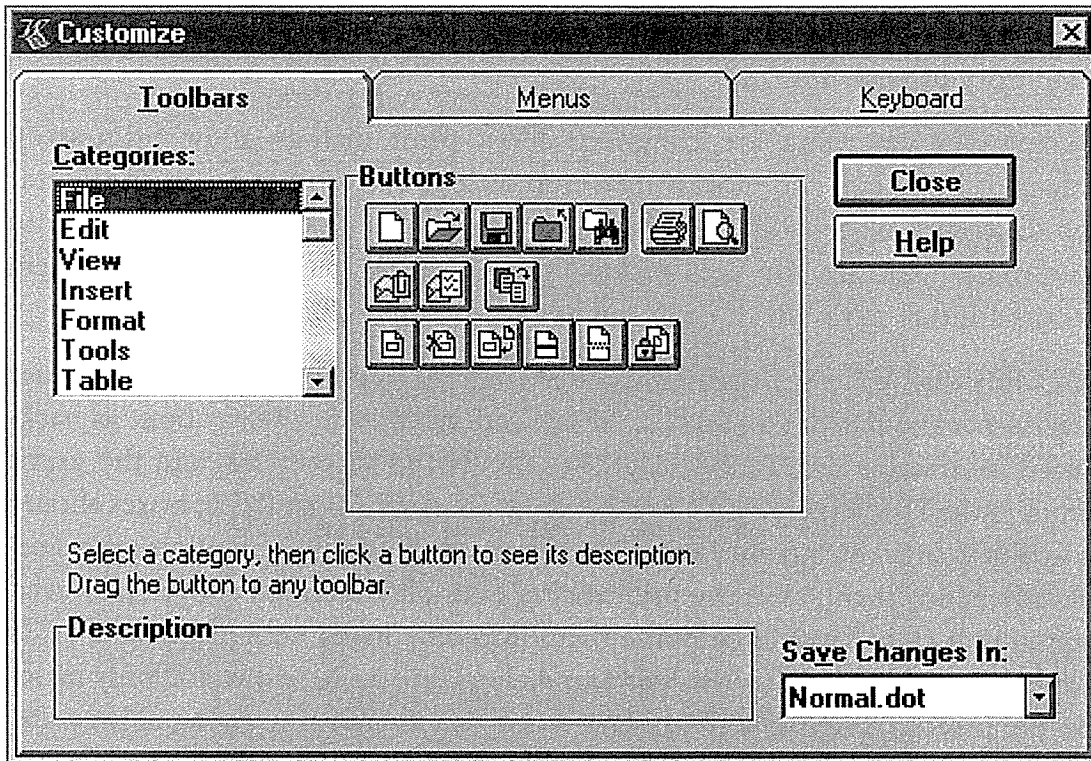 Customize
Toolbars
Menus
Keyboard
Categories:
File
Edit
View
Insert
Format
Tools
Table
Buttons
Close
Help
Select a category, then click a button to see its description.
Drag the button to any toolbar.
Description
Save Changes In:
Normal.dot